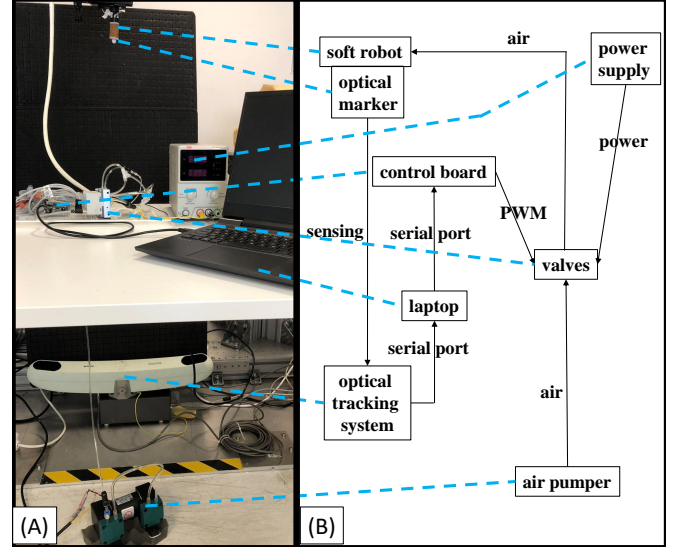 soft robot
air
power
supply
optical
marker
power
control board
PWM
sensing
serial port
valves
laptop
serial port
optical
tracking
system
air
air pumper
(A)
(B)